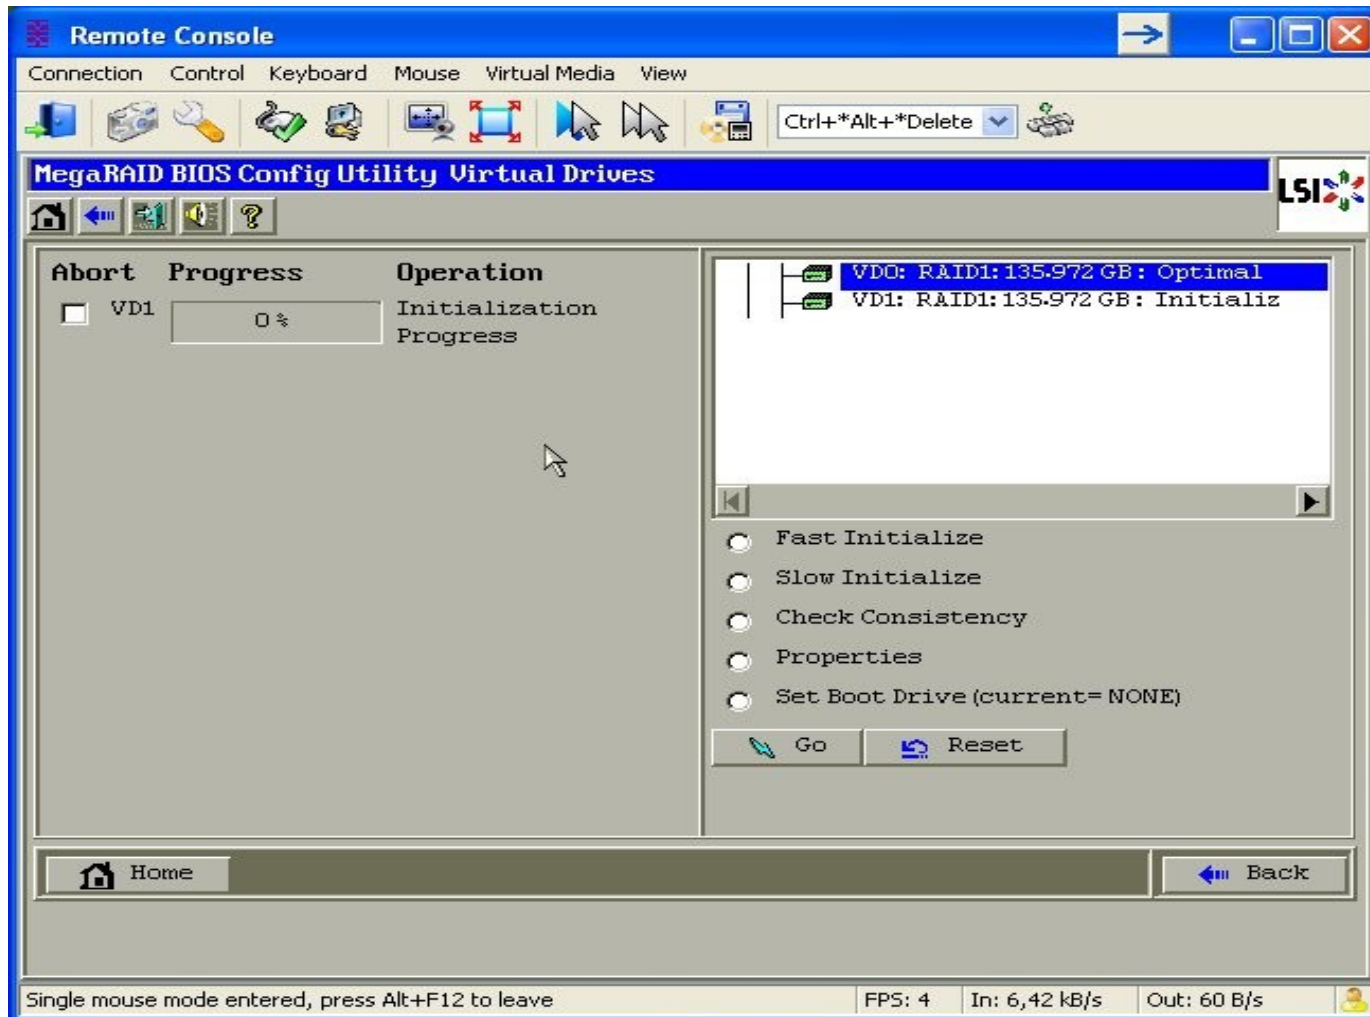 Remote Console
Connection Control Keyboard Mouse Virtual Media View
Ctrl+*Alt+*Delete
MegaRAID BIOS Config Utility Virtual Drives
LSI
Abort Progress Operation
VD1 0% Initialization
Progress
VD0: RAID1: 135.972 GB: Optimal
VD1: RAID1: 135.972 GB: Initializ
Fast Initialize
Slow Initialize
Check Consistency
Properties
Set Boot Drive (current= NONE)
Go Reset
Home Back
Single mouse mode entered, press Alt+F12 to leave FPS: 4 In: 6,42 kB/s Out: 60 B/s